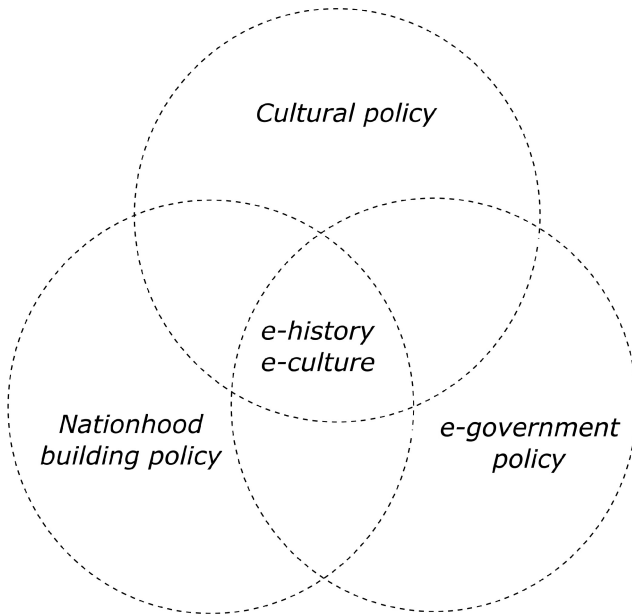 Cultural policy
e-history
e-culture
Nationhood
building policy
e-government
policy